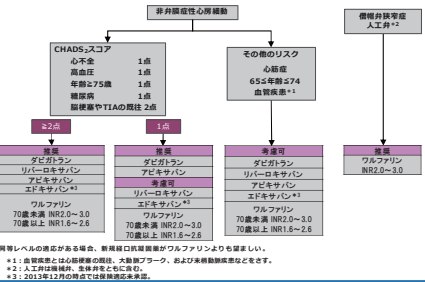 非弁膜症性心房細動
僧帽弁狭窄症
人工弁*2
CHADS2スコア
心不全 1点
高血圧 1点
年齢≧75歳 1点
糖尿病 1点
脳梗塞やTIAの既往 2点
その他のリスク
心筋症
65≦年齢≦74
血管疾患*1
≧2点
1点
推奨
ダビガトラン
リバーロキサバン
アピキサバン
エドキサバン*3
ワルファリン
70歳未満 INR2.0~3.0
70歳以上 INR1.6~2.6
推奨
ダビガトラン
アピキサバン
考慮可
リバーロキサバン
エドキサバン*3
ワルファリン
70歳未満 INR2.0~3.0
70歳以上 INR1.6~2.6
考慮可
ダビガトラン
リバーロキサバン
アピキサバン
エドキサバン*3
ワルファリン
70歳未満 INR2.0~3.0
70歳以上 INR1.6~2.6
推奨
ワルファリン
INR2.0~3.0
同等レベルの適応がある場合、新規経口抗凝固薬がワルファリンよりも望ましい。
*1:血管疾患とは心筋梗塞の既往、大動脈プラーク、および末梢動脈疾患などをさす。
*2:人工弁は機械弁、生体弁をともに含む。
*3:2013年12月の時点では保険適応未承認。